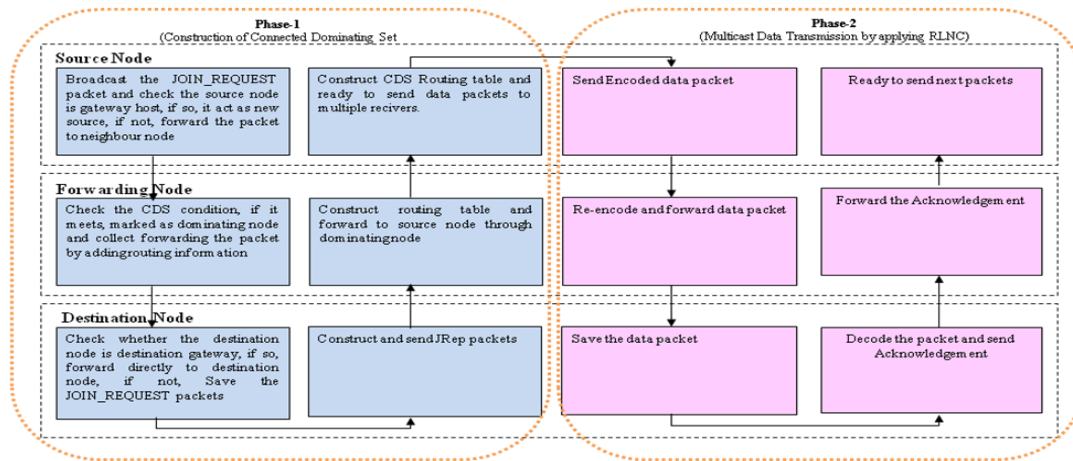 Phase-1
(Construction of Connected Dominating Set
Phase-2
(Multicast Data Transmission by applying RLNC)
Source Node
Broadcast the JOIN_REQUEST
packet and check the source node
is gateway host, if so, it act as new
source, if not, forward the packet
to neighbour node
Construct CDS Routing table and
ready to send data packets to
multiple recivers.
Send Encoded data packet
Ready to send next packets
Forwarding Node
Check the CDS condition, if it
meets, marked as dominating node
and collect forwarding the packet
by addingrouting information
Construct routing table and
forward to source node through
dominatingnode
Re-encode and forward data packet
Forward the Acknowledgement
Destination Node
Check whether the destination
node is destination gateway, if so,
forward directly to destination
node, if not, Save the
JOIN_REQUEST packets
Construct and send JRep packets
Save the data packet
Decode the packet and send
Acknowledgement